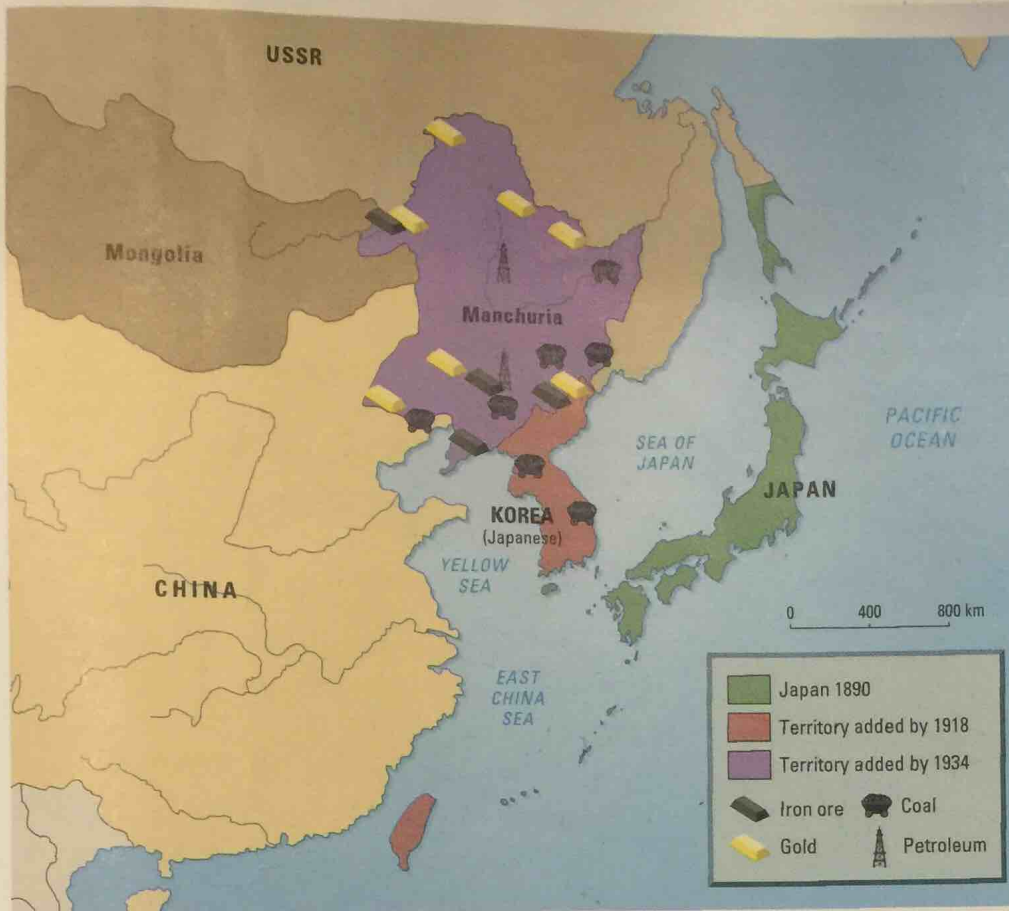 USSR
Mongolia
Manchuria
SEA OF
JAPAN
PACIFIC
OCEAN
JAPAN
KOREA
(Japanese)
YELLOW
SEA
CHINA
0 400 800 km
EAST
CHINA
SEA
Japan 1890
Territory added by 1918
Territory added by 1934
Iron ore Coal
Gold Petroleum